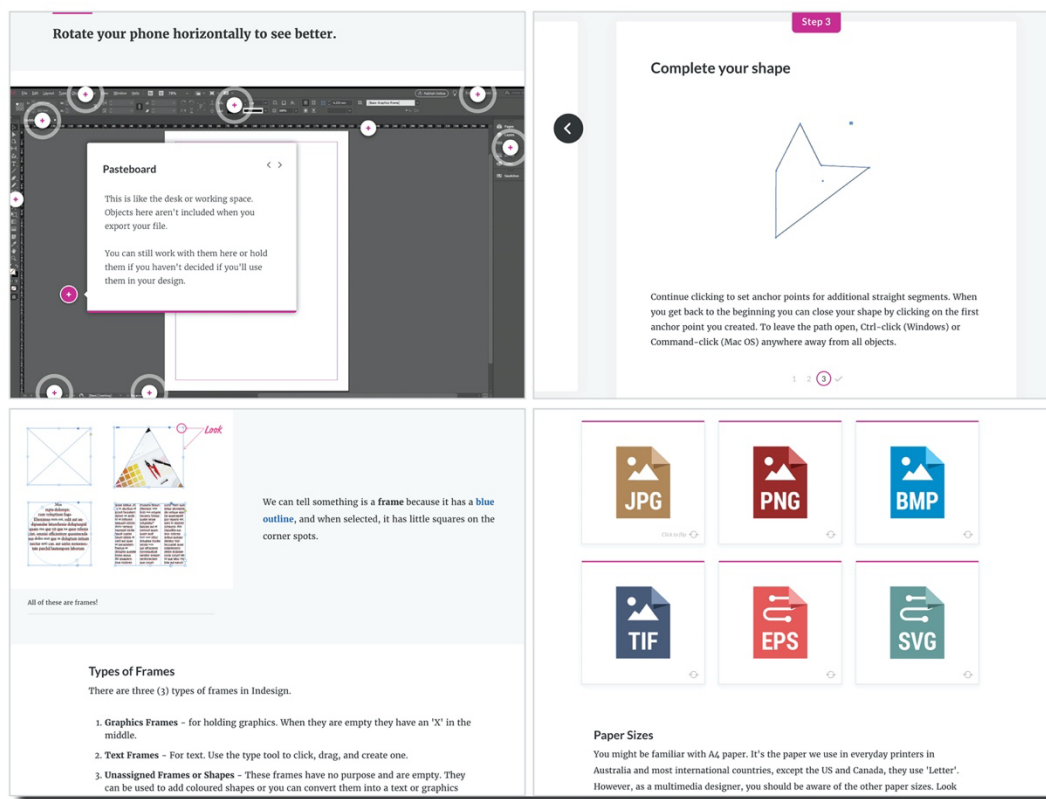 Rotate your phone horizontally to see better.
Pasteboard
This is like the desk or working space.
Objects here aren't included when you
export your file.
You can still work with them here or hold
them if you haven't decided if you'll use
them in your design.
Step 3
Complete your shape
Continue clicking to set anchor points for additional straight segments. When
you get back to the beginning you can close your shape by clicking on the first
anchor point you created. To leave the path open, Ctrl-click (Windows) or
Command-click (Mac OS) anywhere away from all objects.
1 2 3
Look
All of these are frames!
We can tell something is a frame because it has a blue
outline, and when selected, it has little squares on the
corner spots.
Types of Frames
There are three (3) types of frames in Indesign.
1. Graphics Frames – for holding graphics. When they are empty they have an 'X' in the
middle.
2. Text Frames – For text. Use the type tool to click, drag, and create one.
3. Unassigned Frames or Shapes – These frames have no purpose and are empty. They
can be used to add coloured shapes or you can convert them into a text or graphics
JPG
PNG
BMP
Click to flip
TIF
EPS
SVG
Paper Sizes
You might be familiar with A4 paper. It's the paper we use in everyday printers in
Australia and most international countries, except the US and Canada, they use 'Letter'.
However, as a multimedia designer, you should be aware of the other paper sizes. Look